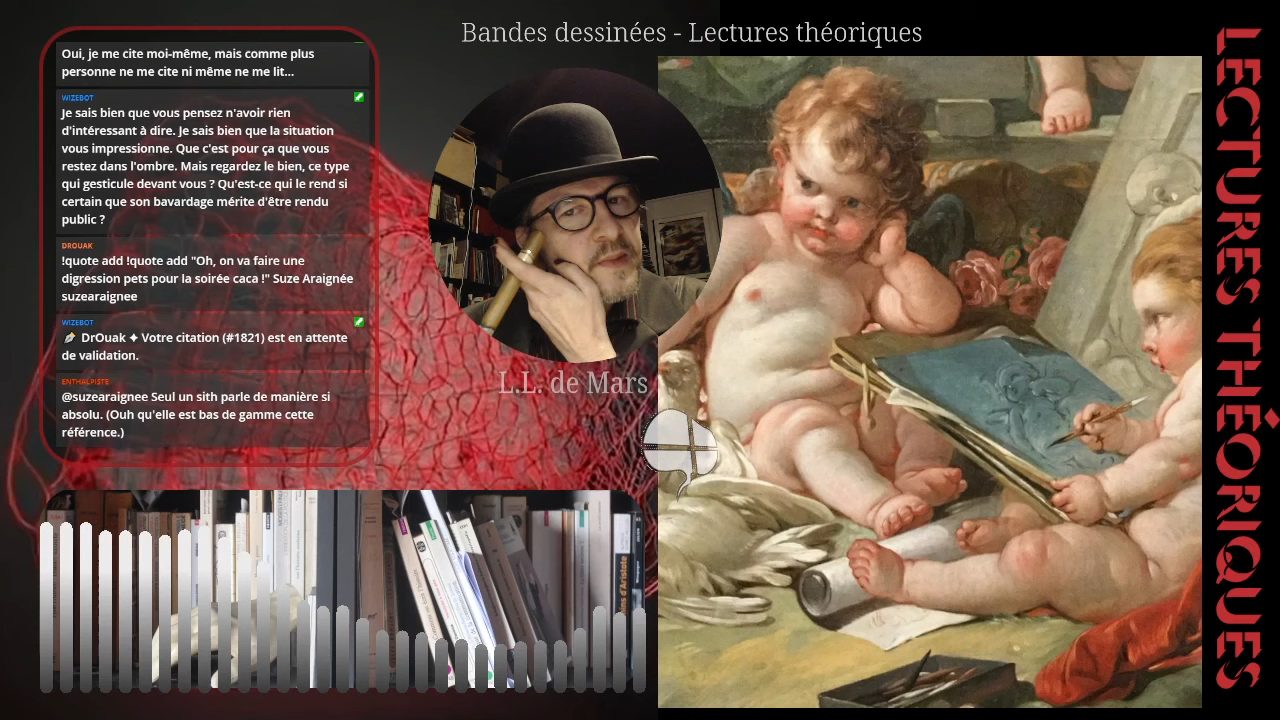 Bandes dessinées - Lectures théoriques
Oui, je me cite moi-même, mais comme plus
personne ne me cite ni même ne me lit...
WIZEBOT
Je sais bien que vous pensez n'avoir rien
d'intéressant à dire. Je sais bien que la situation
vous impressionne. Que c'est pour ça que vous
restez dans l'ombre. Mais regardez le bien, ce type
qui gesticule devant vous ? Qu'est-ce qui le rend si
certain que son bavardage mérite d'être rendu
public ?
DROUAK
!quote add !quote add "Oh, on va faire une
digression pets pour la soirée caca !" Suze Araignée
suzearaignee
WIZEBOT
DrOuak ✦ Votre citation (#1821) est en attente
de validation.
ENTHALPISTE
@suzearaignee Seul un sith parle de manière si
absolu. (Ouh qu'elle est bas de gamme cette
référence.)
L.L. de Mars
LECTURES THÉORIQUES